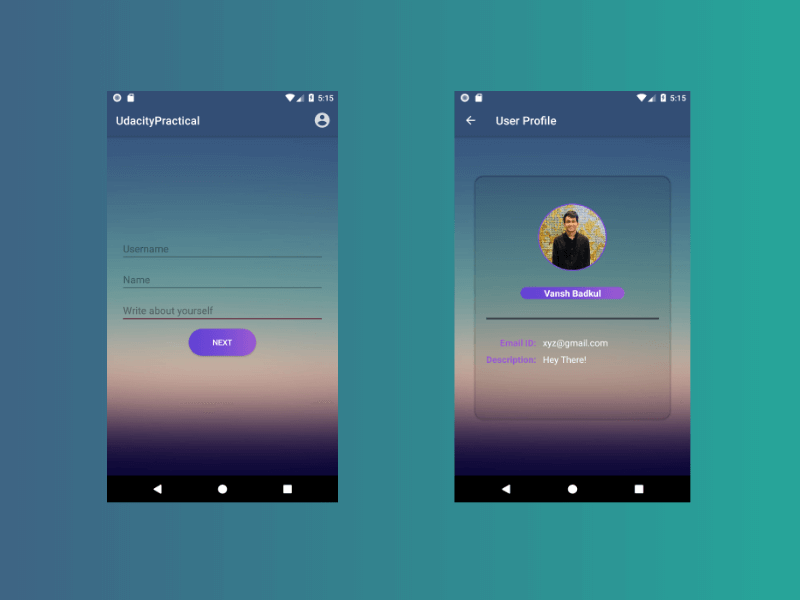 5:15
UdacityPractical
Username
Name
Write about yourself
NEXT
5:15
User Profile
Vansh Badkul
Email ID: xyz@gmail.com
Description: Hey There!